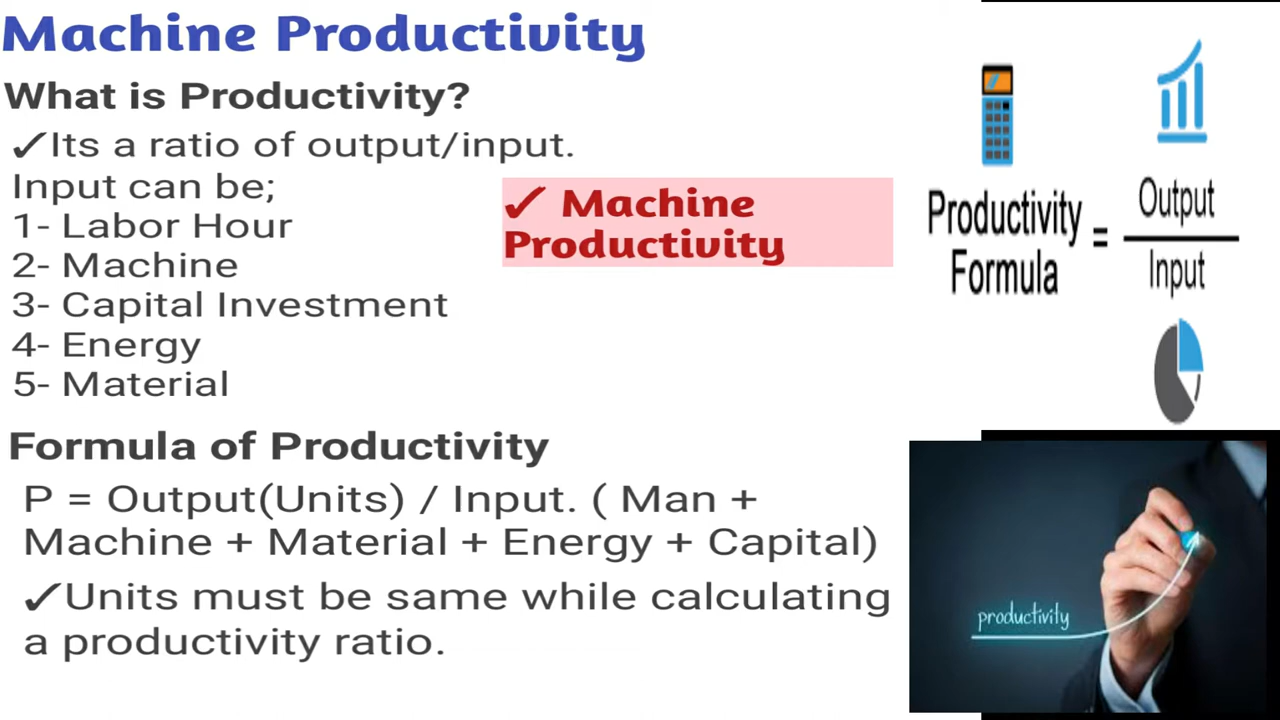 Machine Productivity
What is Productivity?
✓Its a ratio of output/input.
Input can be;
1- Labor Hour
2- Machine
3- Capital Investment
4- Energy
5- Material
✓ Machine
Productivity
Formula of Productivity
P = Output(Units) / Input. ( Man +
Machine + Material + Energy + Capital)
✓Units must be same while calculating
a productivity ratio.
Productivity
Formula
=
Output
Input
productivity